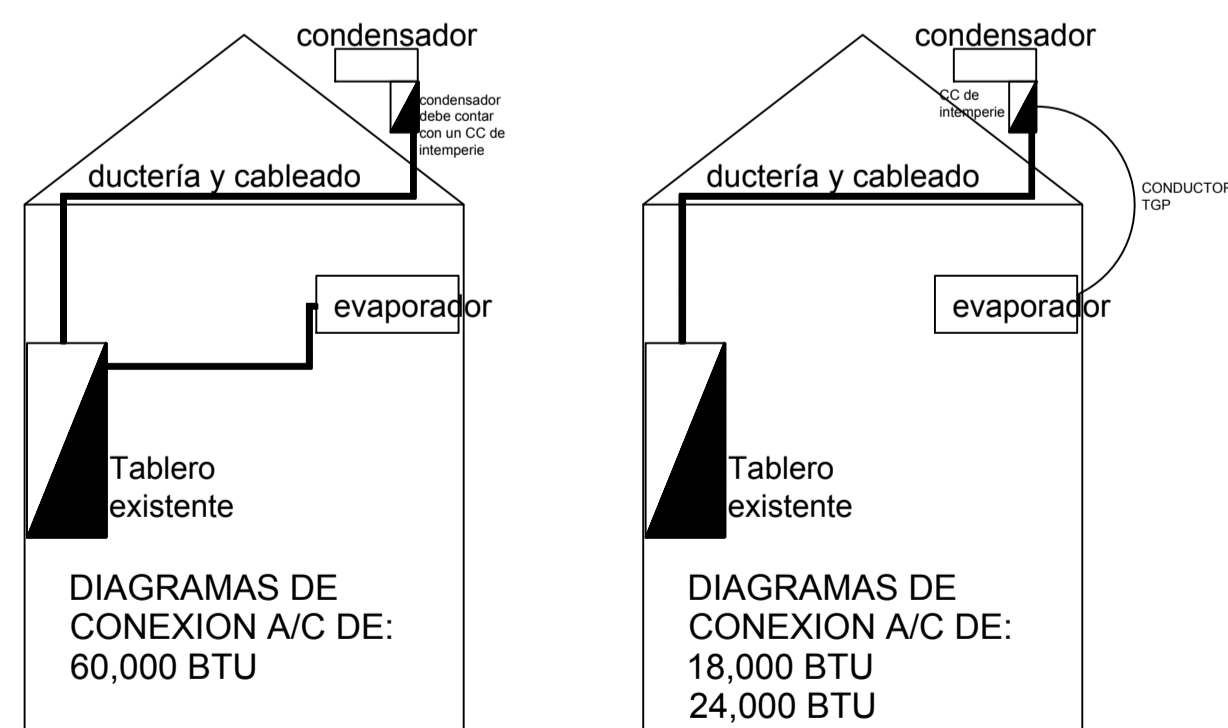 condensador
condensador
debe contar
con un CC de
intemperie
ductería y cableado
evaporador
Tablero
existente
DIAGRAMAS DE
CONEXION A/C DE:
60,000 BTU
condensador
CC de
intemperie
ductería y cableado
CONDUCTOR
TGP
evaporador
Tablero
existente
DIAGRAMAS DE
CONEXION A/C DE:
18,000 BTU
24,000 BTU